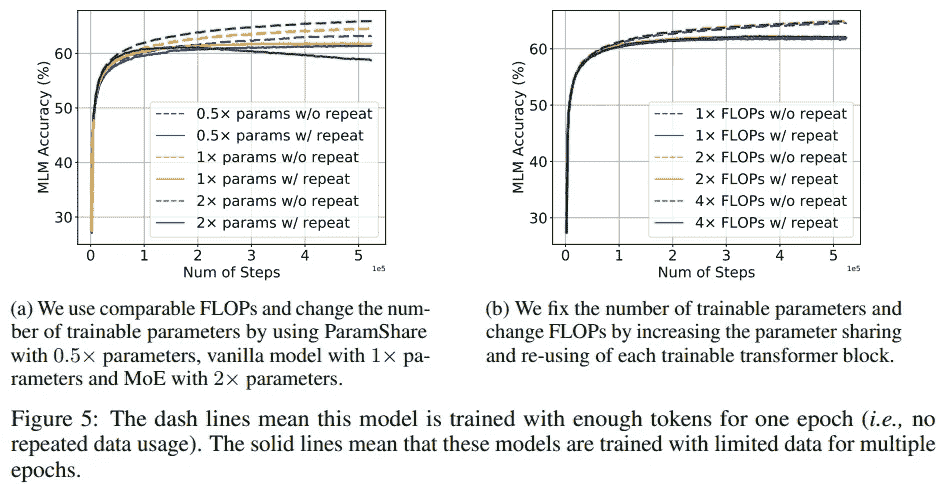 60
50
40
30
MLM Accuracy (%)
0.5× params w/o repeat
0.5× params w/ repeat
1× params w/o repeat
1× params w/ repeat
2× params w/o repeat
2× params w/ repeat
0 1 2 3 4 5
1e5
Num of Steps
60
50
40
30
MLM Accuracy (%)
1× FLOPs w/o repeat
1× FLOPs w/ repeat
2× FLOPs w/o repeat
2× FLOPs w/ repeat
4× FLOPs w/o repeat
4× FLOPs w/ repeat
0 1 2 3 4 5
1e5
Num of Steps
(a) We use comparable FLOPs and change the num-
ber of trainable parameters by using ParamShare
with 0.5× parameters, vanilla model with 1× pa-
rameters and MoE with 2× parameters.
(b) We fix the number of trainable parameters and
change FLOPs by increasing the parameter sharing
and re-using of each trainable transformer block.
Figure 5: The dash lines mean this model is trained with enough tokens for one epoch (i.e., no
repeated data usage). The solid lines mean that these models are trained with limited data for multiple
epochs.